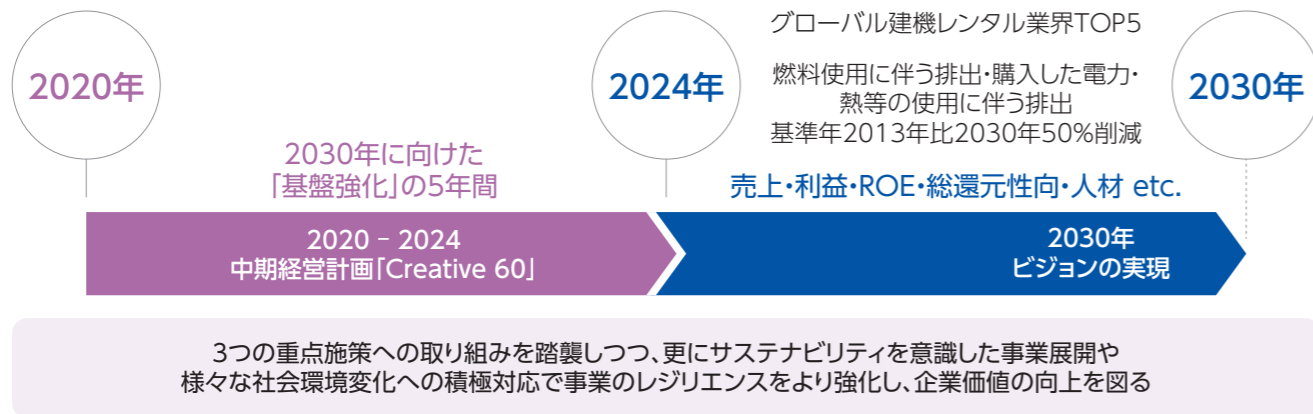 2020年
2024年
2030年
グローバル建機レンタル業界TOP5
燃料使用に伴う排出・購入した電力・
熱等の使用に伴う排出
基準年2013年比2030年50%削減
2030年に向けた
「基盤強化」の5年間
売上・利益・ROE・総還元性向・人材 etc.
2020 – 2024
中期経営計画「Creative 60」
2030年
ビジョンの実現
3つの重点施策への取り組みを踏襲しつつ、更にサステナビリティを意識した事業展開や
様々な社会環境変化への積極対応で事業のレジリエンスをより強化し、企業価値の向上を図る